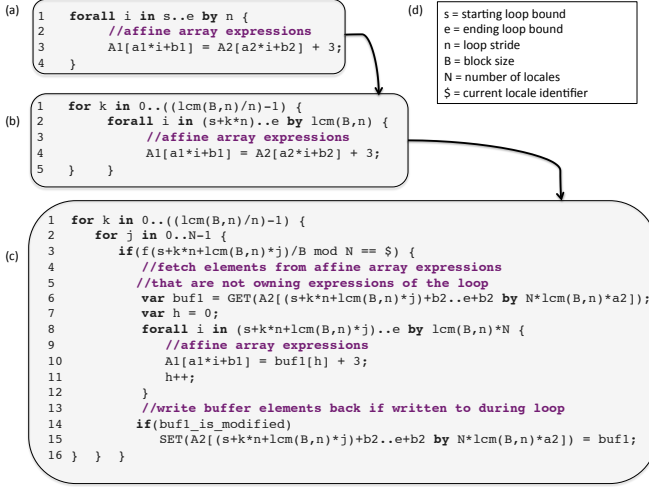 (a)
1 forall i in s..e by n {
2 //affine array expressions
3 A1[a1*i+b1] = A2[a2*i+b2] + 3;
4 }
(d)
s = starting loop bound
e = ending loop bound
n = loop stride
B = block size
N = number of locales
$ = current locale identifier
(b)
1 for k in 0..((lcm(B,n)/n)-1) {
2 forall i in (s+k*n)..e by lcm(B,n) {
3 //affine array expressions
4 A1[a1*i+b1] = A2[a2*i+b2] + 3;
5 } }
(c)
1 for k in 0..((lcm(B,n)/n)-1) {
2 for j in 0..N-1 {
3 if(f(s+k*n+lcm(B,n)*j)/B mod N == $) {
4 //fetch elements from affine array expressions
5 //that are not owning expressions of the loop
6 var buf1 = GET(A2[(s+k*n+lcm(B,n)*j)+b2..e+b2 by N*lcm(B,n)*a2]);
7 var h = 0;
8 forall i in (s+k*n+lcm(B,n)*j)..e by lcm(B,n)*N {
9 //affine array expressions
10 A1[a1*i+b1] = buf1[h] + 3;
11 h++;
12 }
13 //write buffer elements back if written to during loop
14 if(buf1_is_modified)
15 SET(A2[(s+k*n+lcm(B,n)*j)+b2..e+b2 by N*lcm(B,n)*a2]) = buf1;
16 } } }